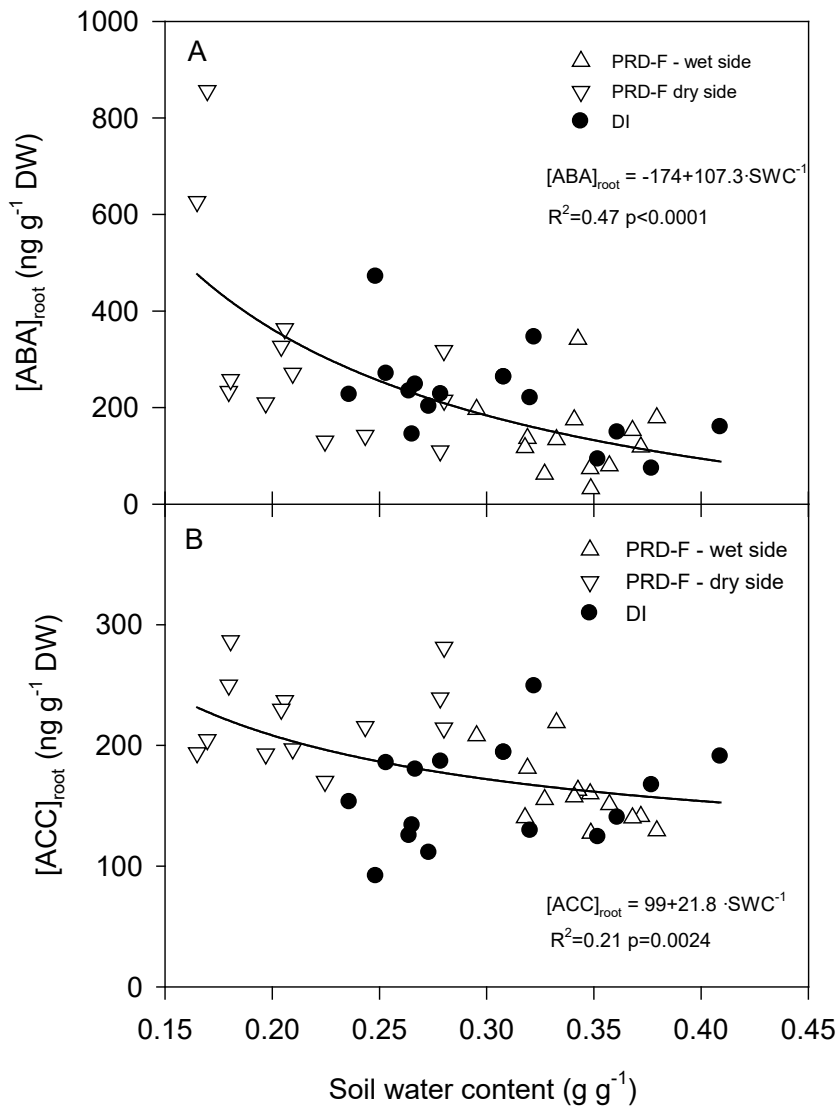 1000
A
PRD-F - wet side
PRD-F dry side
DI
800
[ABA]root = -174+107.3·SWC-1
R2=0.47 p<0.0001
600
400
200
0
[ABA]root (ng g-1 DW)
B
PRD-F - wet side
PRD-F - dry side
DI
300
200
100
0
[ACC]root = 99+21.8 ·SWC-1
R2=0.21 p=0.0024
[ACC]root (ng g-1 DW)
0.15 0.20 0.25 0.30 0.35 0.40 0.45
Soil water content (g g-1)